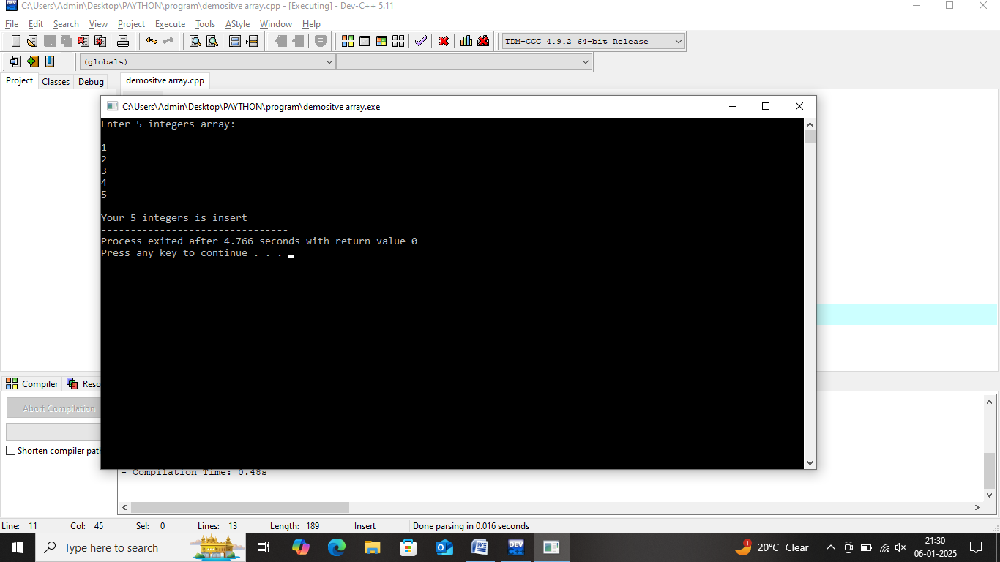 C:\Users\Admin\Desktop\PAYTHON\program\demositve array.cpp - [Executing] - Dev-C++ 5.11
File Edit Search View Project Execute Tools AStyle Window Help
TDM-GCC 4.9.2 64-bit Release
(globals)
Project Classes Debug demositve array.cpp
C:\Users\Admin\Desktop\PAYTHON\program\demositve array.exe
Enter 5 integers array:
1
2
3
4
5
Your 5 integers is insert
--------------------------------
Process exited after 4.766 seconds with return value 0
Press any key to continue . . .
Compiler Reso
Abort Compilation
Shorten compiler patl
- Compilation Time: 0.48s
Line: 11 Col: 45 Sel: 0 Lines: 13 Length: 189 Insert Done parsing in 0.016 seconds
Type here to search
DEV
1
20°C Clear
21:30
06-01-2025